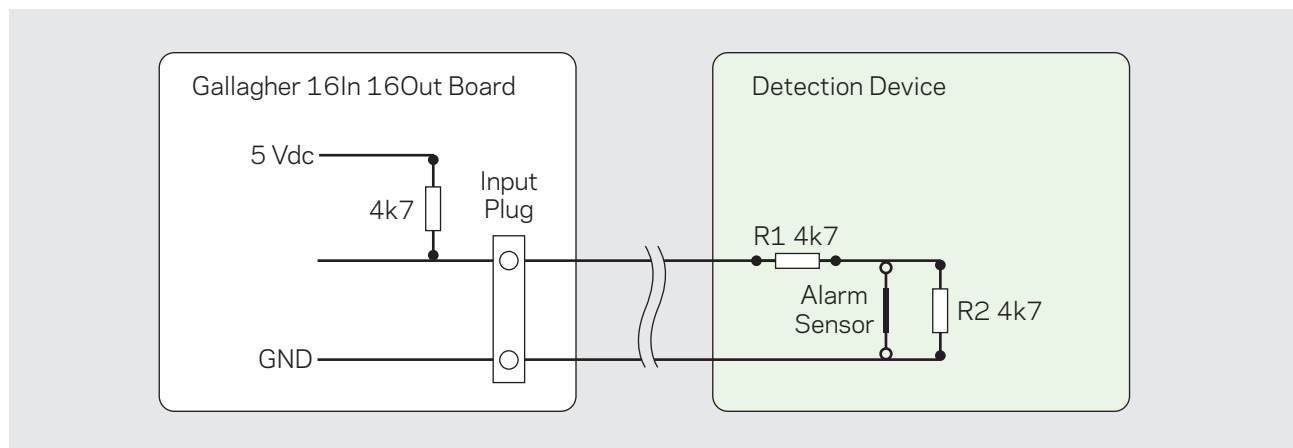 Gallagher 16In 16Out Board
5 Vdc
4k7
Input
Plug
GND
Detection Device
R1 4k7
Alarm
Sensor
R2 4k7